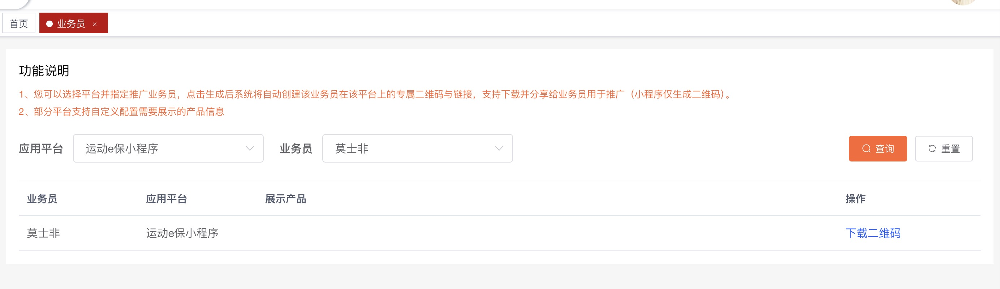 首页
业务员 ×
功能说明
1、您可以选择平台并指定推广业务员，点击生成后系统将自动创建该业务员在该平台上的专属二维码与链接，支持下载并分享给业务员用于推广（小程序仅生成二维码）。
2、部分平台支持自定义配置需要展示的产品信息
应用平台 运动e保小程序 业务员 莫士非 查询 重置
业务员 应用平台 展示产品 操作
莫士非 运动e保小程序 下载二维码